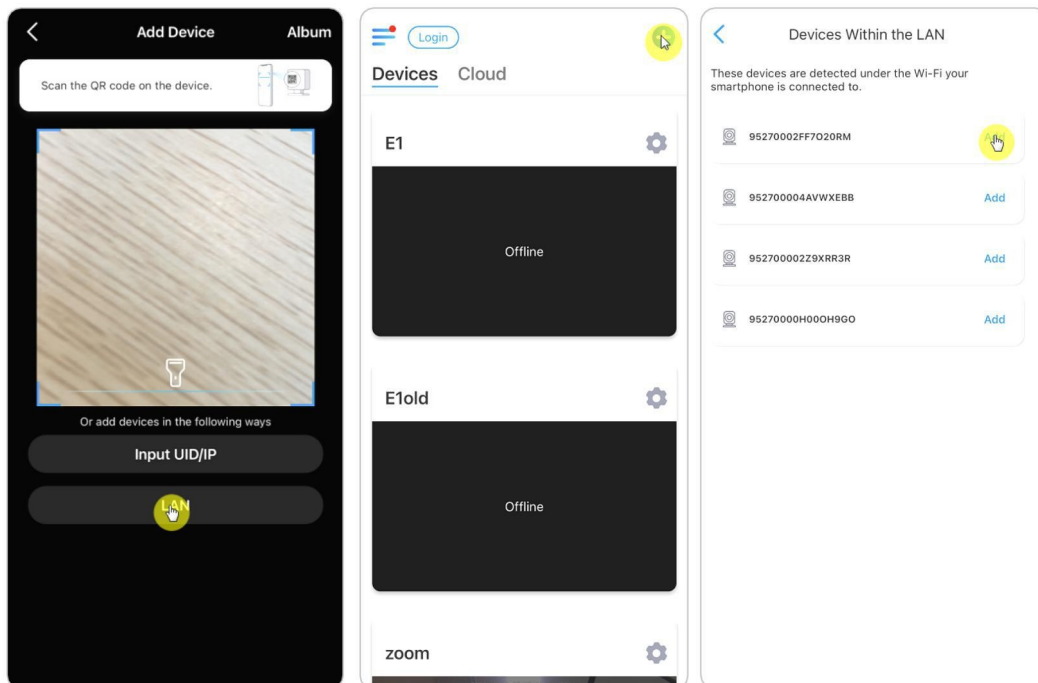 Add Device
Album
Scan the QR code on the device.
Or add devices in the following ways
Input UID/IP
LAN
Login
Devices Cloud
E1
Offline
E1old
Offline
zoom
Devices Within the LAN
These devices are detected under the Wi-Fi your
smartphone is connected to.
95270002FF7O20RM
Add
952700004AVWXEBB
Add
952700002Z9XRR3R
Add
95270000H00OH9GO
Add